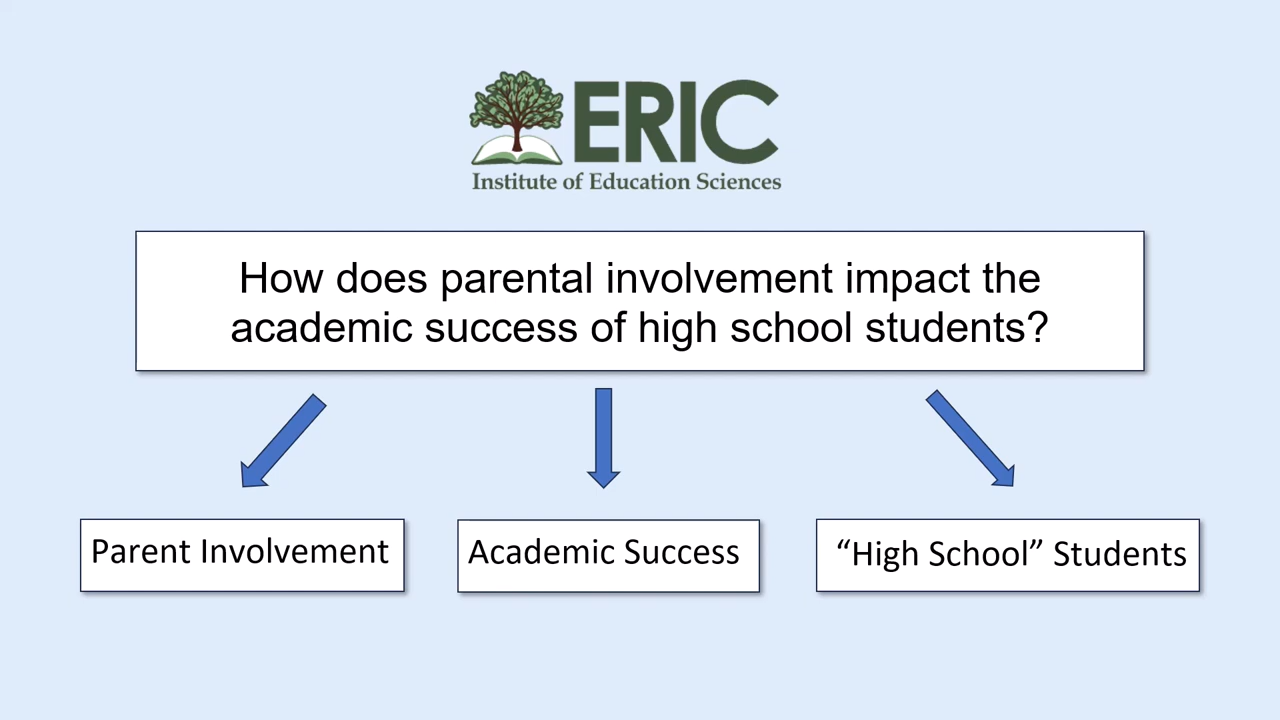 ERIC
Institute of Education Sciences
How does parental involvement impact the
academic success of high school students?
Parent Involvement
Academic Success
“High School” Students